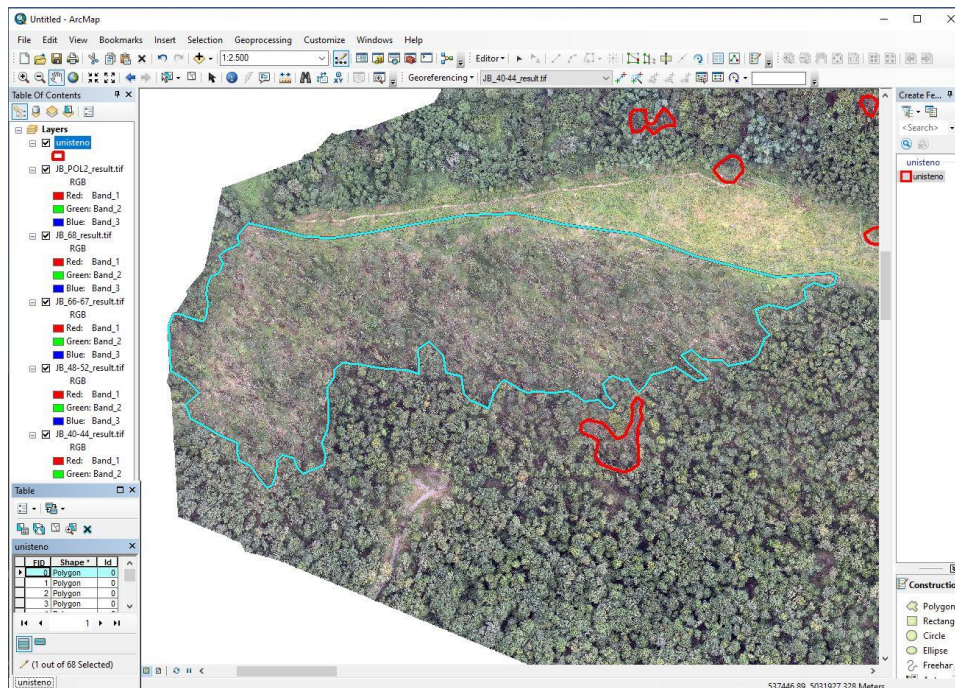 Untitled - ArcMap
File Edit View Bookmarks Insert Selection Geoprocessing Customize Windows Help
1:2.500
Editor
Georeferencing JB_40-44_result.tif
Table Of Contents
Layers
unisteno
JB_POL2_result.tif
RGB
Red: Band_1
Green: Band_2
Blue: Band_3
JB_68_result.tif
RGB
Red: Band_1
Green: Band_2
Blue: Band_3
JB_66-67_result.tif
RGB
Red: Band_1
Green: Band_2
Blue: Band_3
JB_48-52_result.tif
RGB
Red: Band_1
Green: Band_2
Blue: Band_3
JB_40-44_result.tif
RGB
Red: Band_1
Green: Band_2
Table
unisteno
FID Shape * Id
0 Polygon 0
1 Polygon 0
2 Polygon 0
3 Polygon 0
1
(1 out of 68 Selected)
unisteno
Create Fe...
<Search>
unisteno
unisteno
Construction
Polygon
Rectang
Circle
Ellipse
Freehar
537446,89 5031927,328 Meters